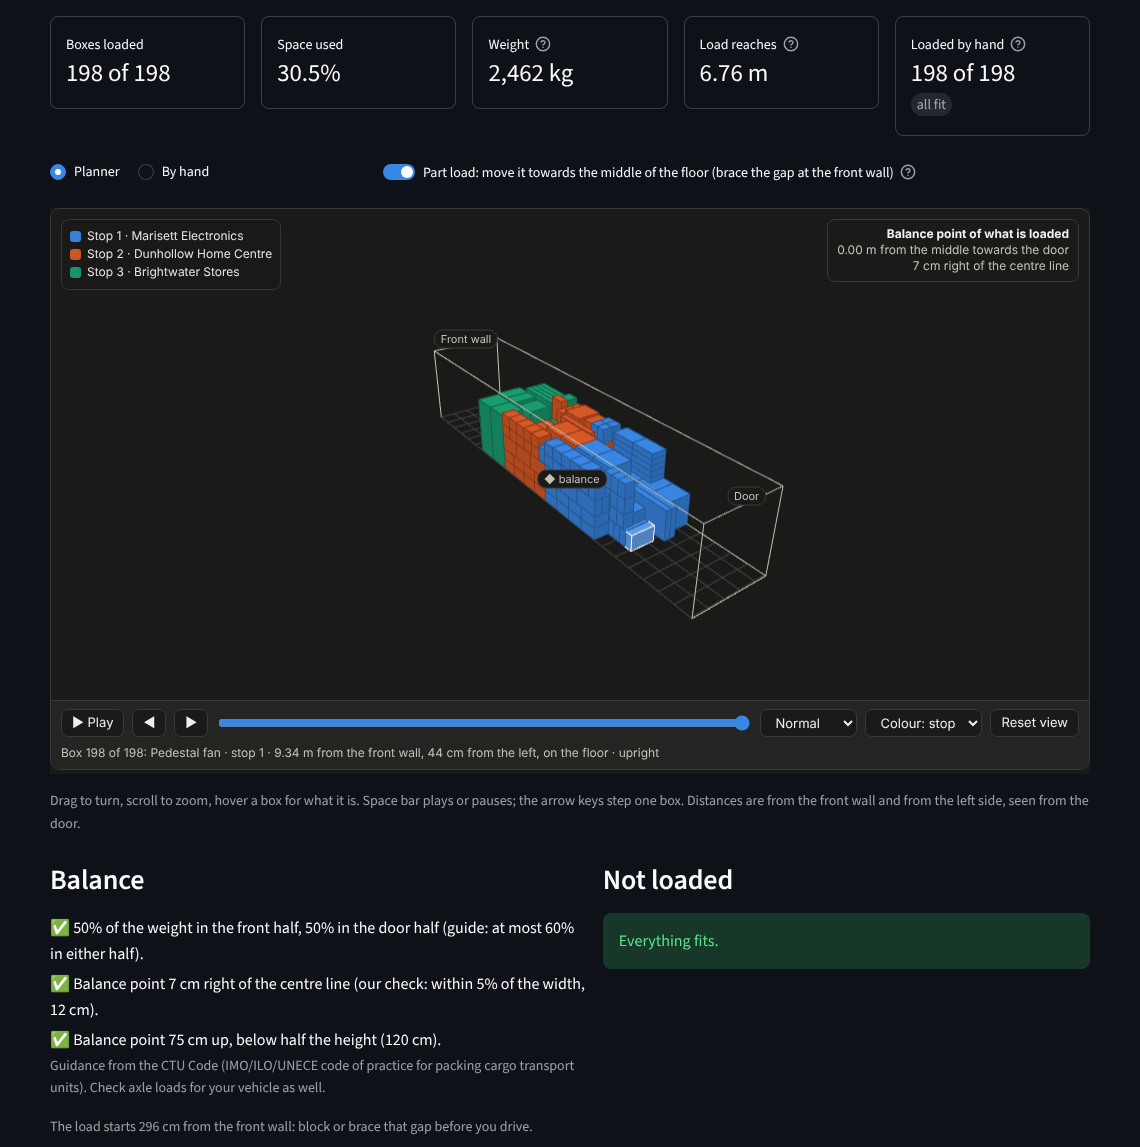 Boxes loaded
198 of 198
Space used
30.5%
Weight
2,462 kg
Load reaches
6.76 m
Loaded by hand
198 of 198
all fit
Planner
By hand
Part load: move it towards the middle of the floor (brace the gap at the front wall)
Stop 1 · Marisett Electronics
Stop 2 · Dunhollow Home Centre
Stop 3 · Brightwater Stores
Balance point of what is loaded
0.00 m from the middle towards the door
7 cm right of the centre line
Front wall
balance
Door
▶ Play
◀
▶
Normal
Colour: stop
Reset view
Box 198 of 198: Pedestal fan · stop 1 · 9.34 m from the front wall, 44 cm from the left, on the floor · upright
Drag to turn, scroll to zoom, hover a box for what it is. Space bar plays or pauses; the arrow keys step one box. Distances are from the front wall and from the left side, seen from the
door.
Balance
✅ 50% of the weight in the front half, 50% in the door half (guide: at most 60%
in either half).
✅ Balance point 7 cm right of the centre line (our check: within 5% of the width,
12 cm).
✅ Balance point 75 cm up, below half the height (120 cm).
Guidance from the CTU Code (IMO/ILO/UNECE code of practice for packing cargo transport
units). Check axle loads for your vehicle as well.
The load starts 296 cm from the front wall: block or brace that gap before you drive.
Not loaded
Everything fits.